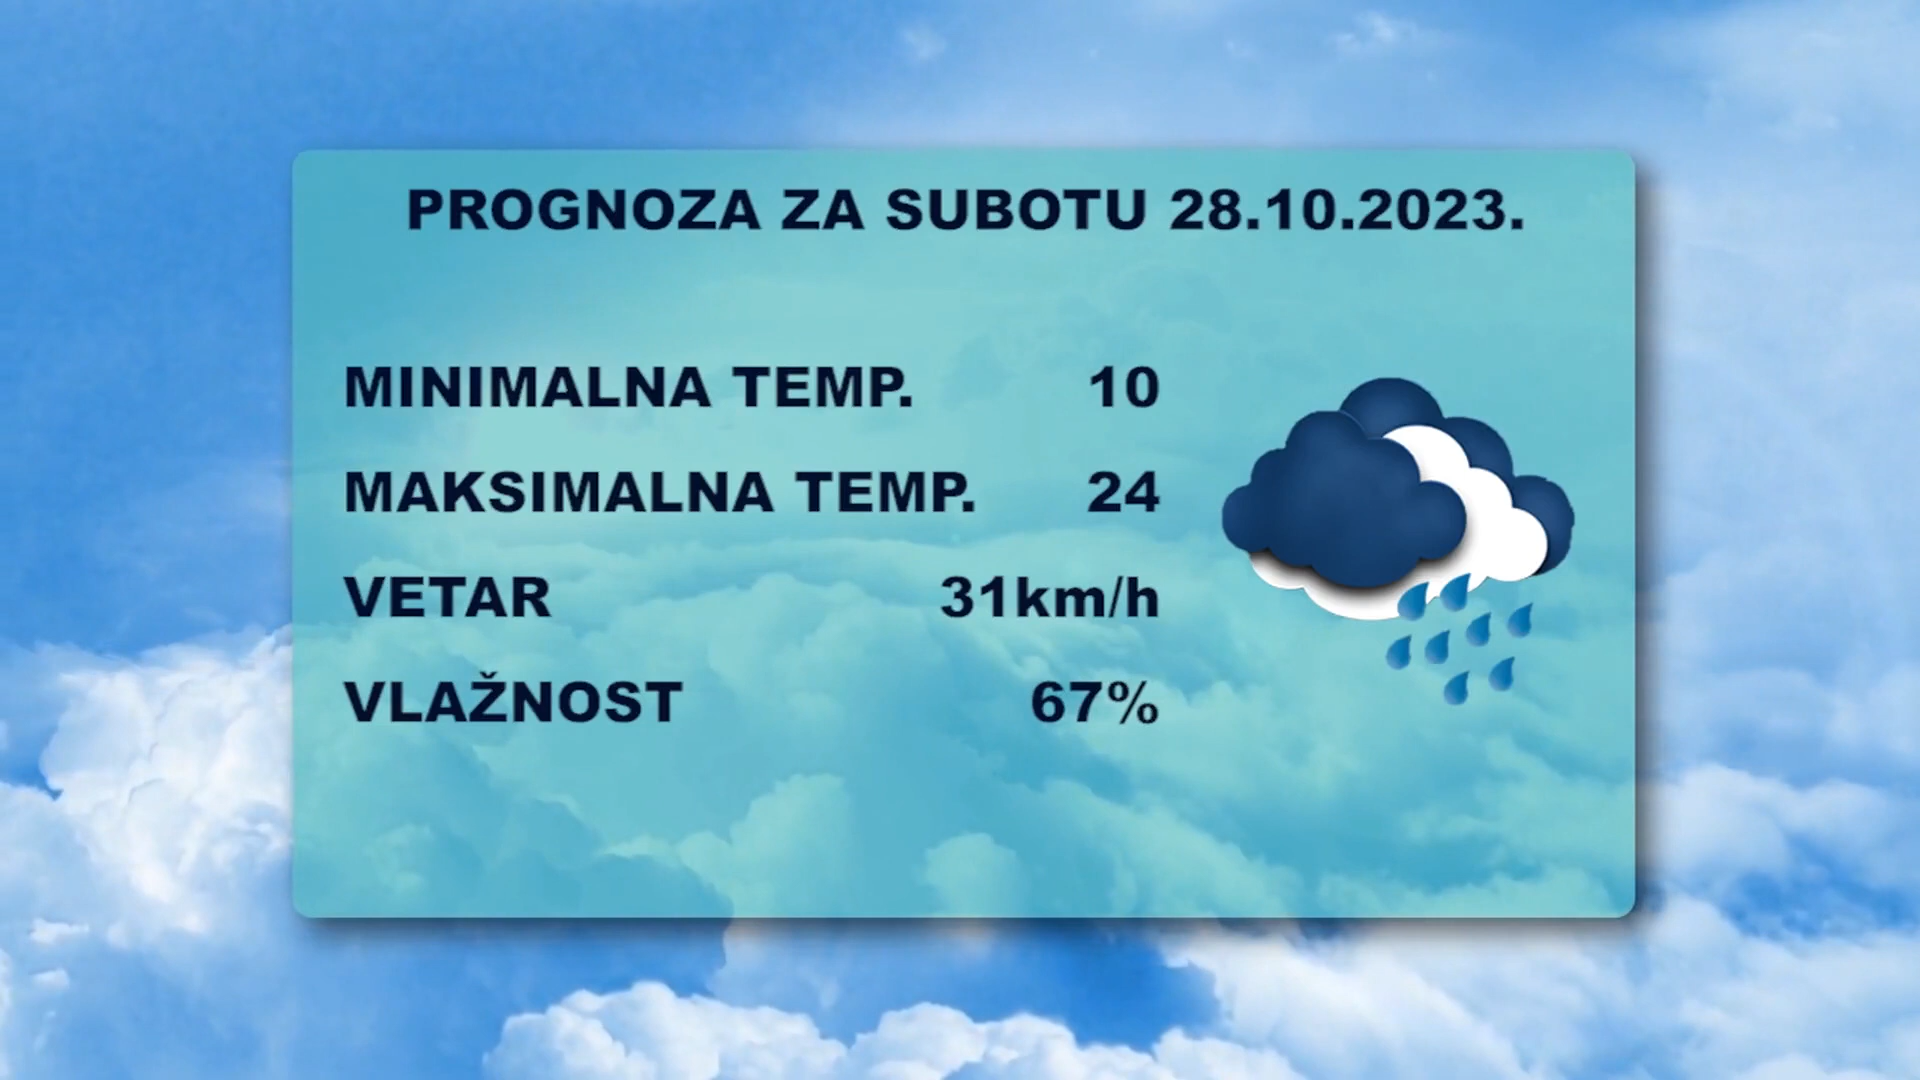 PROGNOZA ZA SUBOTU 28.10.2023.
MINIMALNA TEMP. 10
MAKSIMALNA TEMP. 24
VETAR 31km/h
VLAŽNOST 67%